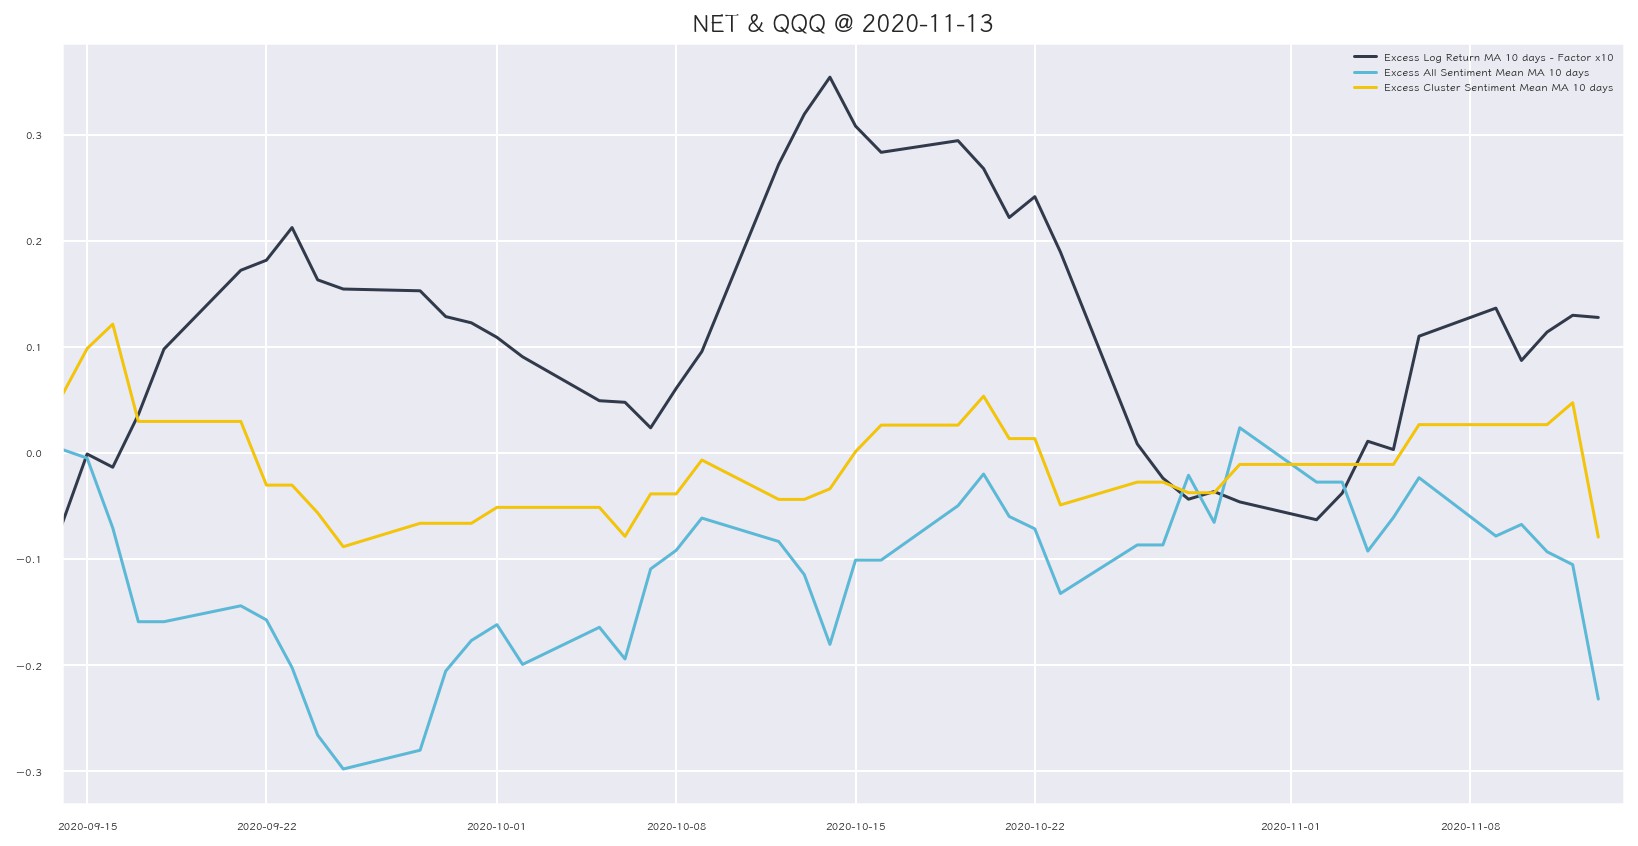 NET & QQQ @ 2020-11-13
Excess Log Return MA 10 days - Factor x10
Excess All Sentiment Mean MA 10 days
Excess Cluster Sentiment Mean MA 10 days
0.3
0.2
0.1
0.0
−0.1
−0.2
−0.3
2020-09-15 2020-09-22 2020-10-01 2020-10-08 2020-10-15 2020-10-22 2020-11-01 2020-11-08